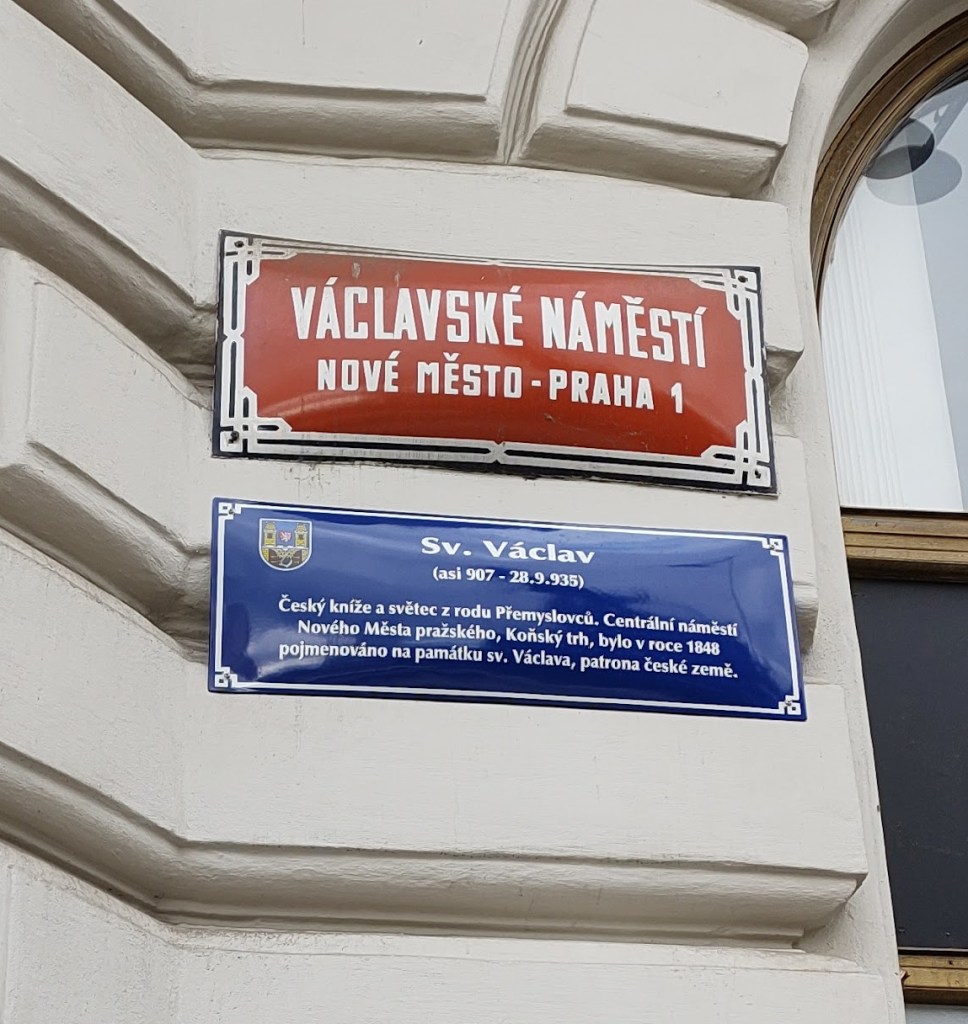 VÁCLAVSKÉ NÁMĚSTÍ
NOVÉ MĚSTO - PRAHA 1
Sv. Václav
(asi 907 - 28.9.935)
Český kníže a světec z rodu Přemyslovců. Centrální náměstí
Nového Města pražského, Koňský trh, bylo v roce 1848
pojmenováno na památku sv. Václava, patrona české země.